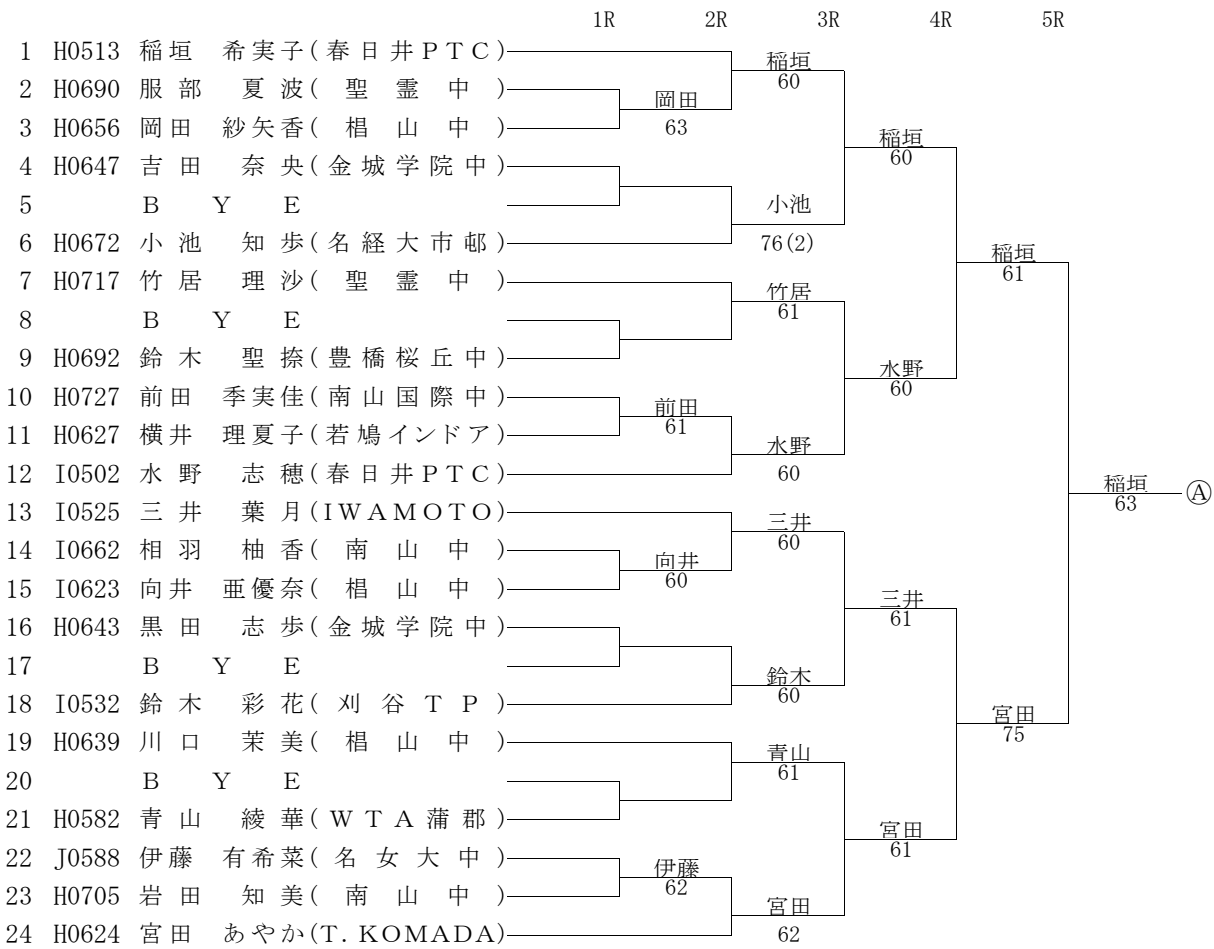 1R 2R 3R 4R 5R
1 H0513 稲垣 希実子(春日井PTC)
稲垣
60
2 H0690 服部 夏波(聖霊中)
岡田
63
3 H0656 岡田 紗矢香(椙山中)
稲垣
60
4 H0647 吉田 奈央(金城学院中)
5 BYE
小池
76(2)
6 H0672 小池 知歩(名経大市邨)
稲垣
61
7 H0717 竹居 理沙(聖霊中)
竹居
61
8 BYE
9 H0692 鈴木 聖捺(豊橋桜丘中)
水野
60
10 H0727 前田 季実佳(南山国際中)
前田
61
11 H0627 横井 理夏子(若鳩インドア)
水野
60
12 I0502 水野 志穂(春日井PTC)
稲垣
63
Ⓐ
13 I0525 三井 葉月(IWAMOTO)
三井
60
14 I0662 相羽 柚香(南山中)
向井
60
15 I0623 向井 亜優奈(椙山中)
三井
61
16 H0643 黒田 志歩(金城学院中)
17 BYE
鈴木
60
18 I0532 鈴木 彩花(刈谷TP)
宮田
75
19 H0639 川口 茉美(椙山中)
青山
61
20 BYE
21 H0582 青山 綾華(WTA蒲郡)
宮田
61
22 J0588 伊藤 有希菜(名女大中)
伊藤
62
23 H0705 岩田 知美(南山中)
宮田
62
24 H0624 宮田 あやか(T.KOMADA)